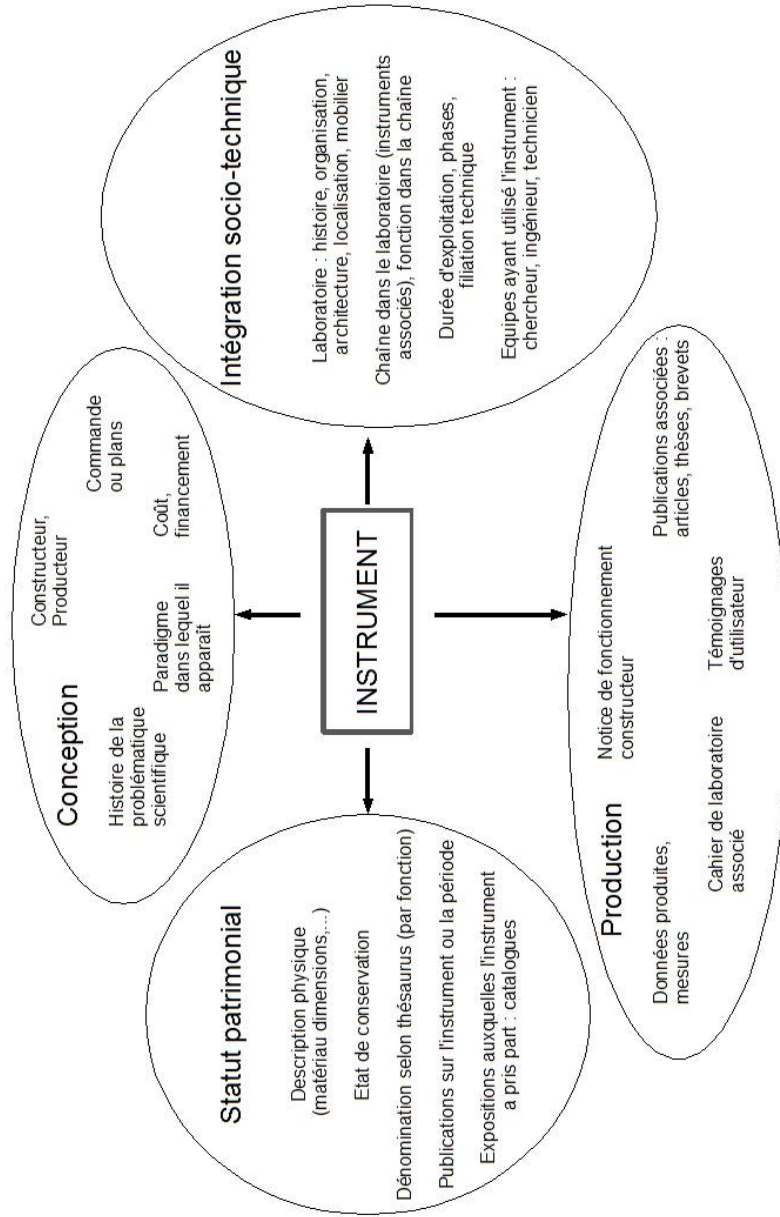 Conception
Constructeur,
Producteur
Histoire de la
problématique
scientifique
Paradigme
dans lequel il
apparaît
Commande
ou plans
Coût,
financement
Statut patrimonial
Description physique
(matériau dimensions,...)
Etat de conservation
Dénomination selon thésaurus (par fonction)
Publications sur l'instrument ou la période
Expositions auxquelles l'instrument
a pris part : catalogues
INSTRUMENT
Intégration socio-technique
Laboratoire : histoire, organisation,
architecture, localisation, mobilier
Chaîne dans le laboratoire (instruments
associés), fonction dans la chaîne
Durée d'exploitation, phases,
filiation technique
Equipes ayant utilisé l'instrument :
chercheur, ingénieur, technicien
Production
Notice de fonctionnement
constructeur
Données produites,
mesures
Cahier de laboratoire
associé
Témoignages
d'utilisateur
Publications associées :
articles, thèses, brevets